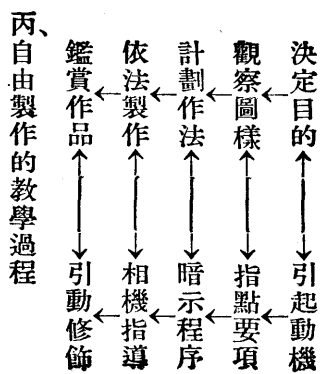 決定目的←→引起動機
觀察圖樣←→指點要項
計劃作法←→暗示程序
依法製作←→相機指導
鑑賞作品←→引動修飾
丙、自由製作的教學過程